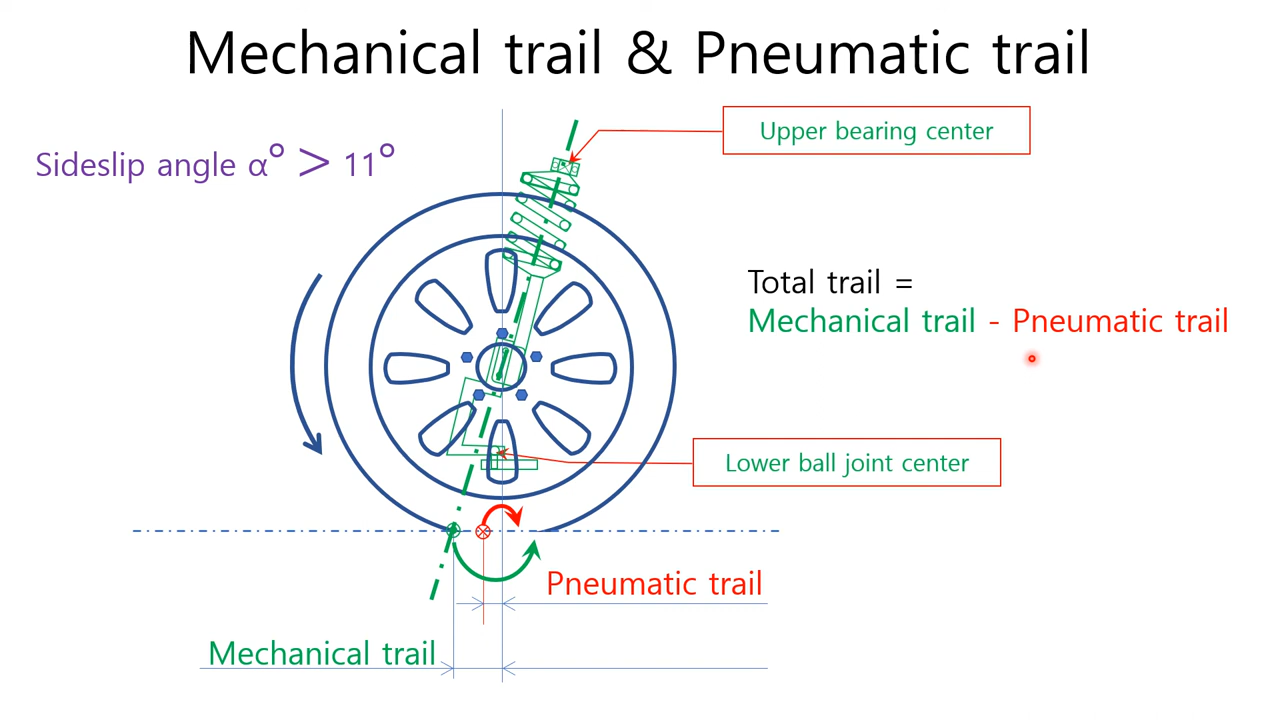 Mechanical trail & Pneumatic trail
Upper bearing center
Sideslip angle α° > 11°
Total trail =
Mechanical trail - Pneumatic trail
Lower ball joint center
Pneumatic trail
Mechanical trail